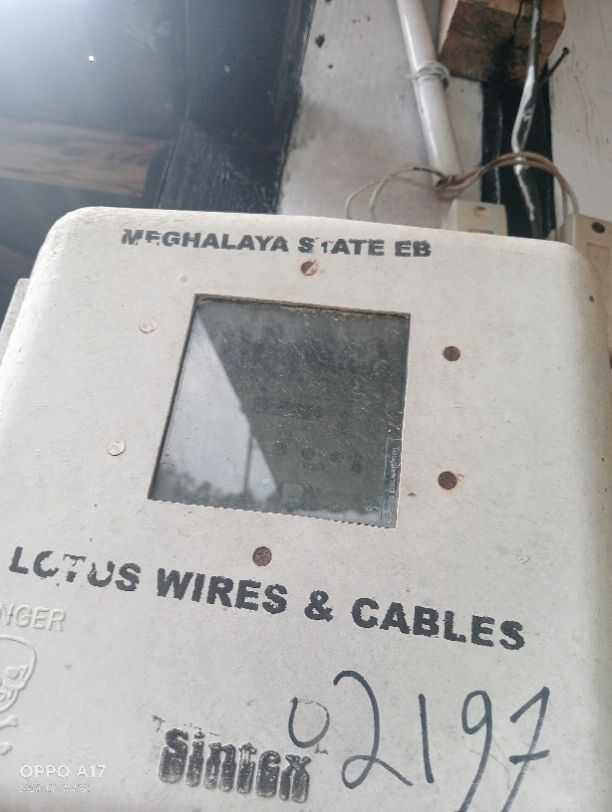 MEGHALAYA STATE EB
LOTUS WIRES & CABLES
NGER
02197
Sintex
OPPO A17